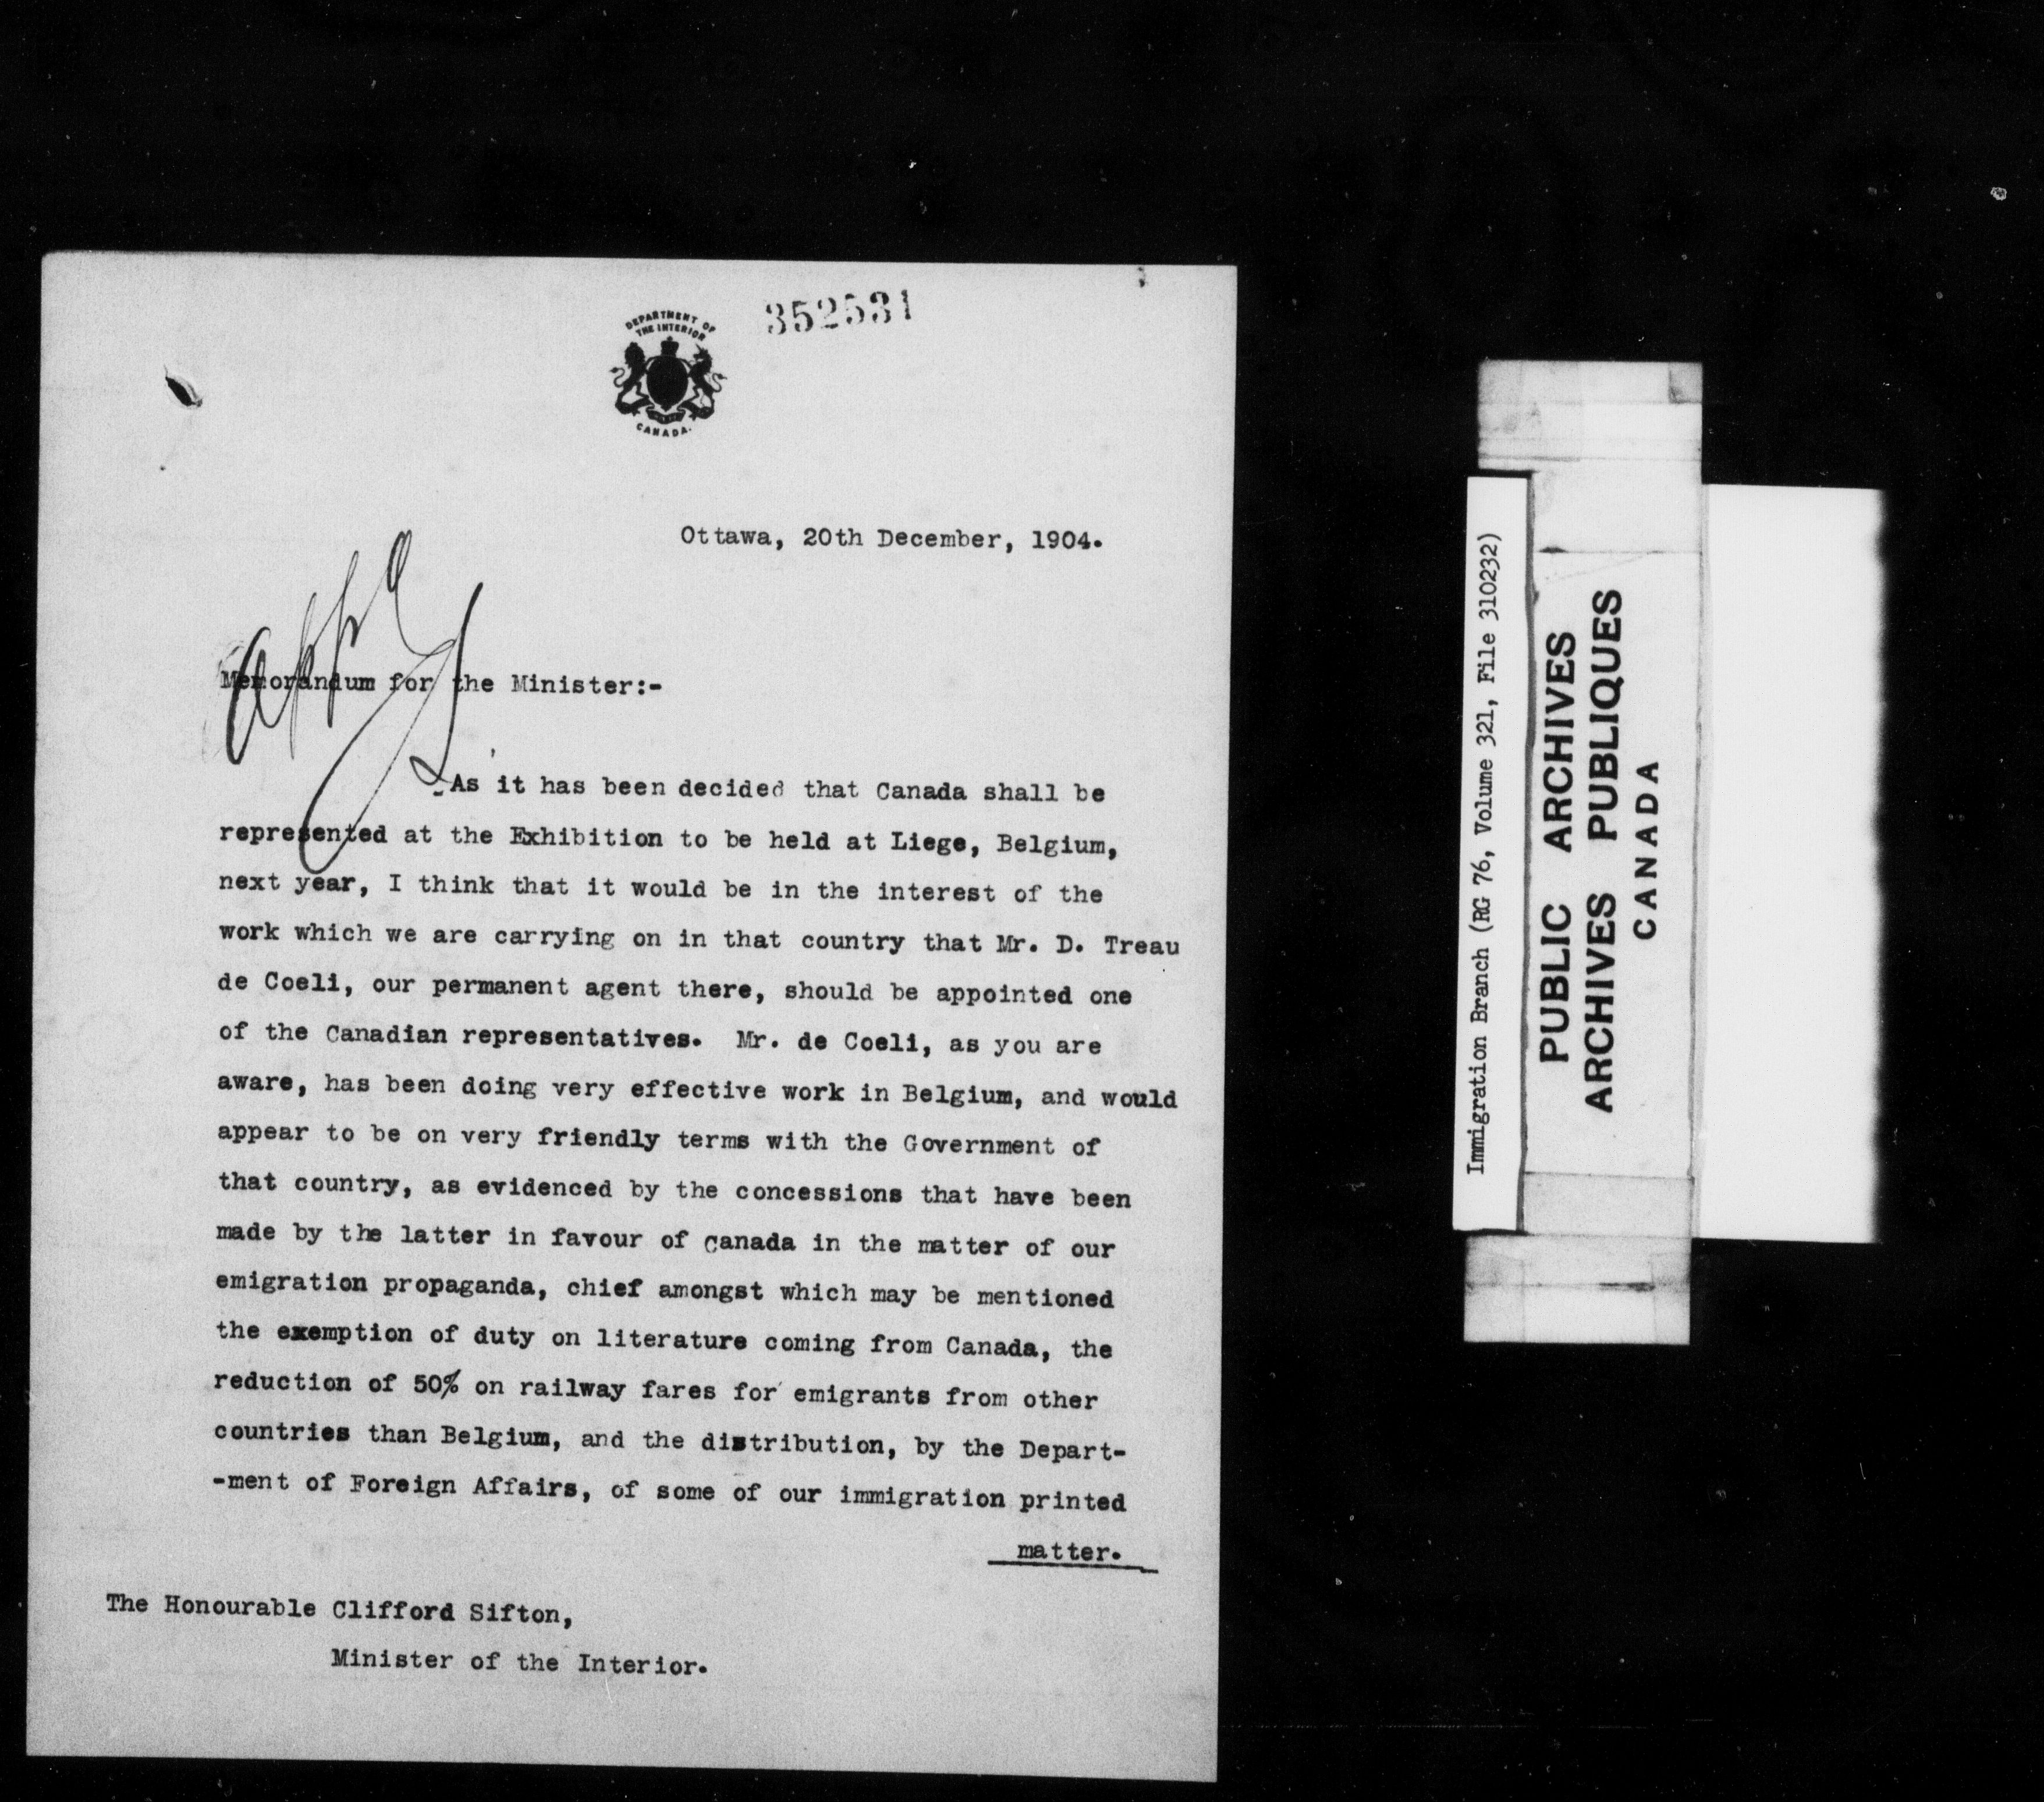 352531
DEPARTMENT OF
THE INTERIOR
CANADA.
Ottawa, 20th December, 1904.
Memorandum for the Minister:-
As it has been decided that Canada shall be
represented at the Exhibition to be held at Liege, Belgium,
next year, I think that it would be in the interest of the
work which we are carrying on in that country that Mr. D. Treau
de Coeli, our permanent agent there, should be appointed one
of the Canadian representatives. Mr. de Coeli, as you are
aware, has been doing very effective work in Belgium, and would
appear to be on very friendly terms with the Government of
that country, as evidenced by the concessions that have been
made by the latter in favour of Canada in the matter of our
emigration propaganda, chief amongst which may be mentioned
the exemption of duty on literature coming from Canada, the
reduction of 50% on railway fares for emigrants from other
countries than Belgium, and the distribution, by the Depart-
-ment of Foreign Affairs, of some of our immigration printed
matter.
The Honourable Clifford Sifton,
Minister of the Interior.
Immigration Branch (RG 76, Volume 321, File 310232)
PUBLIC ARCHIVES
ARCHIVES PUBLIQUES
CANADA